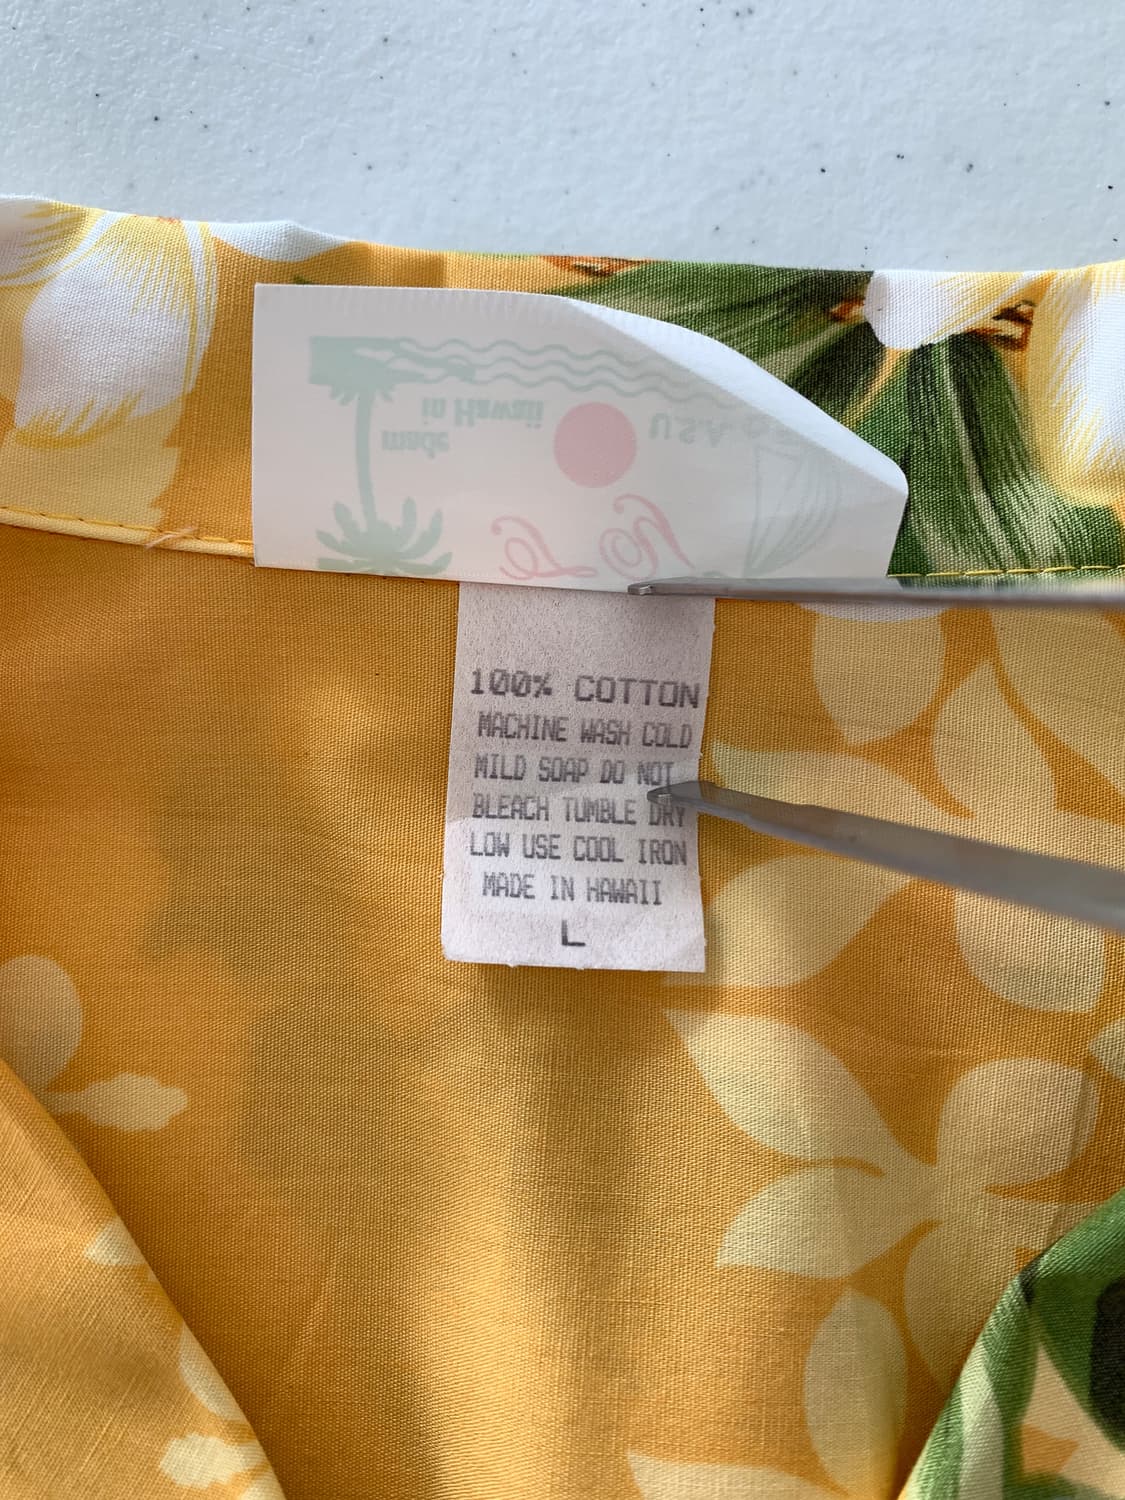 made
in Hawaii
U.S.A
100% COTTON
MACHINE WASH COLD
MILD SOAP DO NOT
BLEACH TUMBLE DRY
LOW USE COOL IRON
MADE IN HAWAII
L